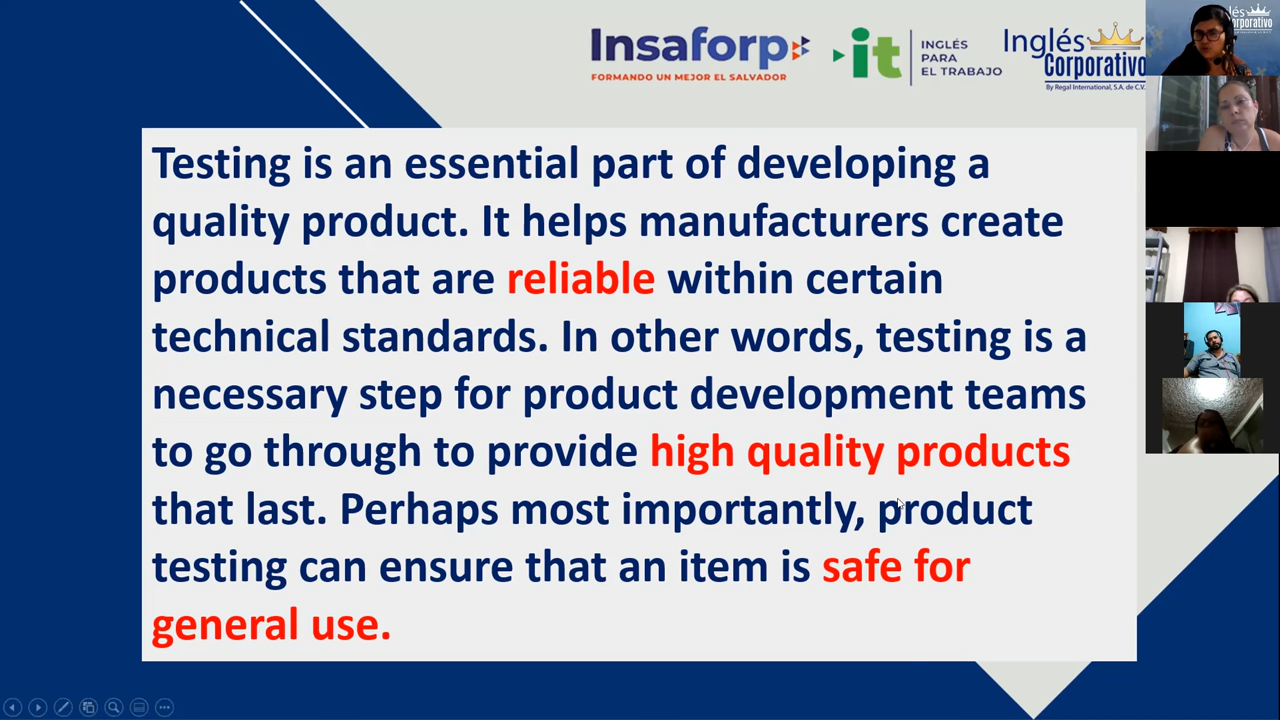 Insaforp
FORMANDO UN MEJOR EL SALVADOR
it
INGLÉS
PARA
EL TRABAJO
Inglés
Corporativo
By Regal International, S.A. de C.V.
Testing is an essential part of developing a
quality product. It helps manufacturers create
products that are reliable within certain
technical standards. In other words, testing is a
necessary step for product development teams
to go through to provide high quality products
that last. Perhaps most importantly, product
testing can ensure that an item is safe for
general use.